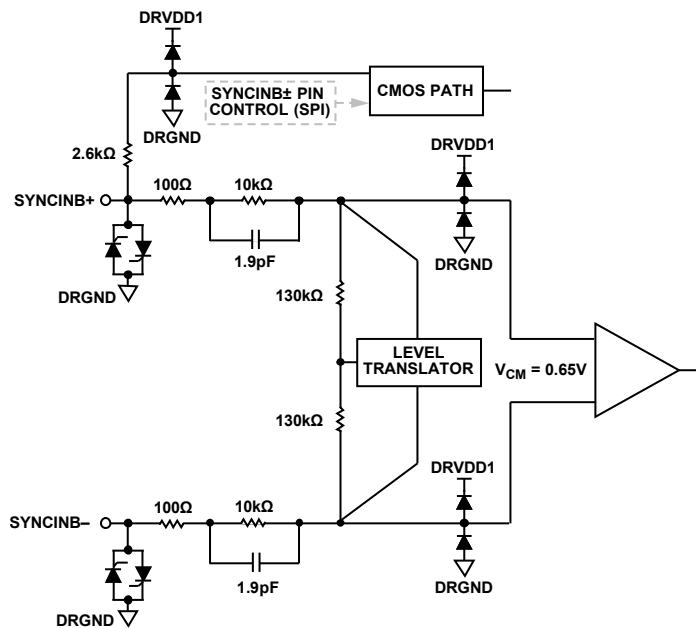 DRVDD1
SYNCINB± PIN
CONTROL (SPI)
CMOS PATH
DRGND
2.6kΩ
DRVDD1
SYNCINB+
100Ω
10kΩ
1.9pF
DRGND
DRGND
130kΩ
LEVEL
TRANSLATOR
VCM = 0.65V
130kΩ
DRVDD1
SYNCINB–
100Ω
10kΩ
1.9pF
DRGND
DRGND